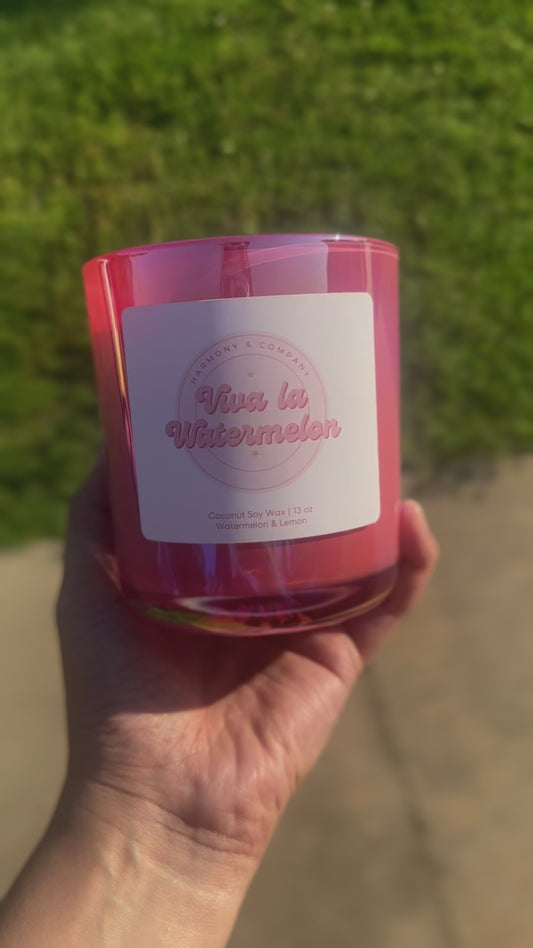 HARMONY & COMPANY
Viva la
Watermelon
Coconut Soy Wax | 13 oz
Watermelon & Lemon